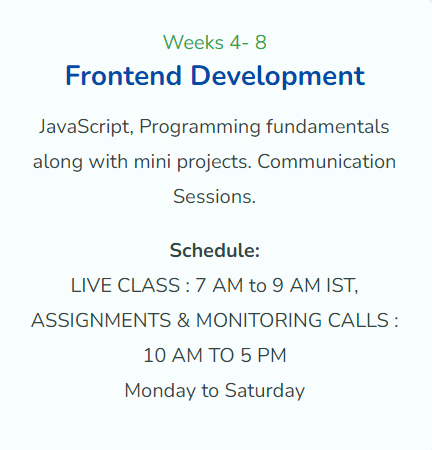 Weeks 4- 8
Frontend Development
JavaScript, Programming fundamentals
along with mini projects. Communication
Sessions.
Schedule:
LIVE CLASS : 7 AM to 9 AM IST,
ASSIGNMENTS & MONITORING CALLS :
10 AM TO 5 PM
Monday to Saturday